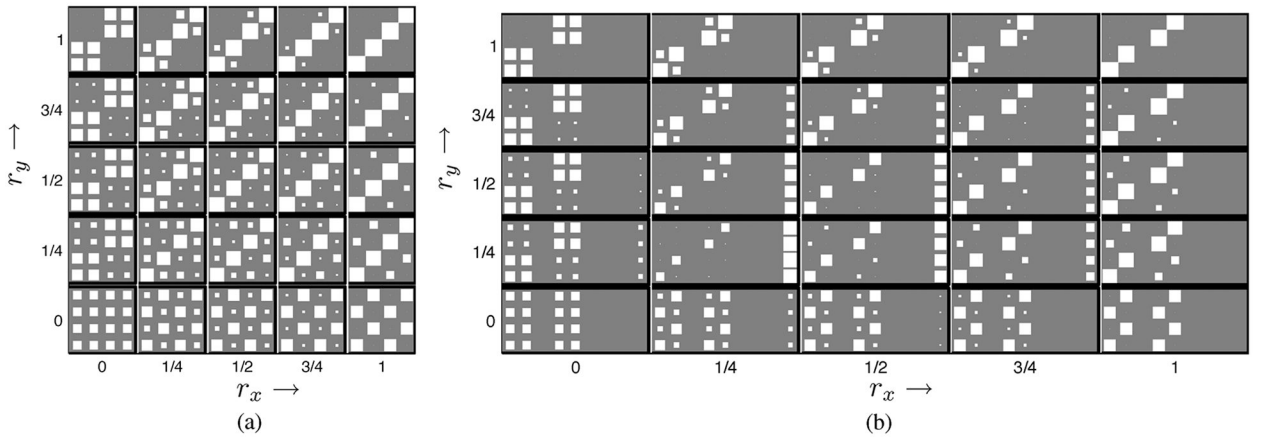 1
3/4
1/2
1/4
0
r_y →
0 1/4 1/2 3/4 1
r_x →
(a)
1
3/4
1/2
1/4
0
r_y →
0 1/4 1/2 3/4 1
r_x →
(b)